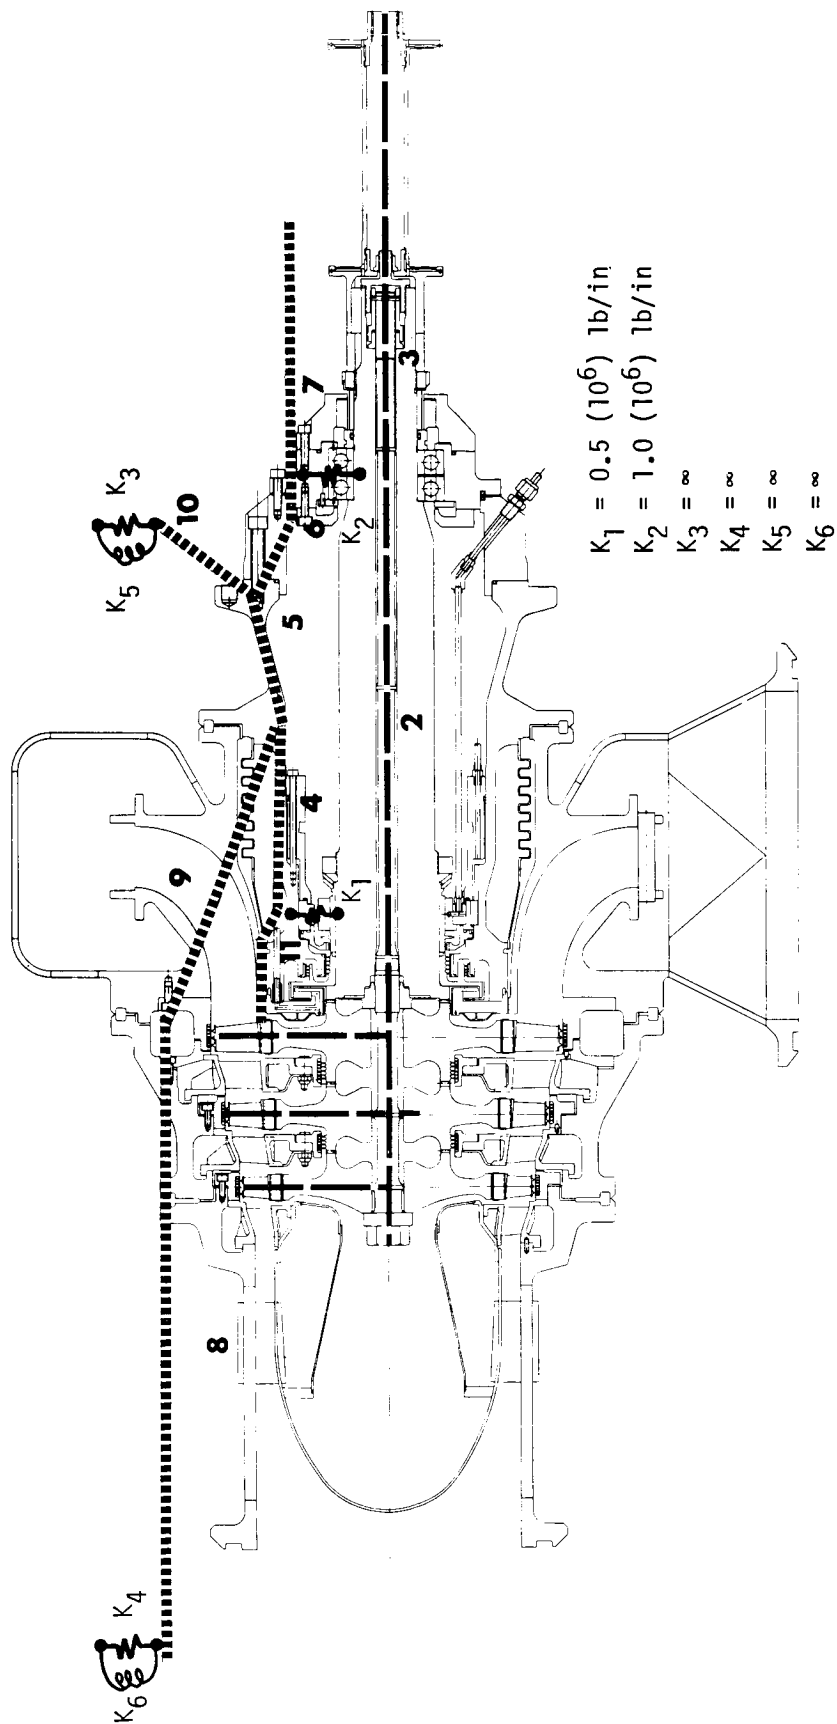 K6
K4
8
9
11
K1
4
2
5
10
K5
K3
6
K2
7
3
K1 = 0.5 (10^6) lb/in
K2 = 1.0 (10^6) lb/in
K3 = ∞
K4 = ∞
K5 = ∞
K6 = ∞